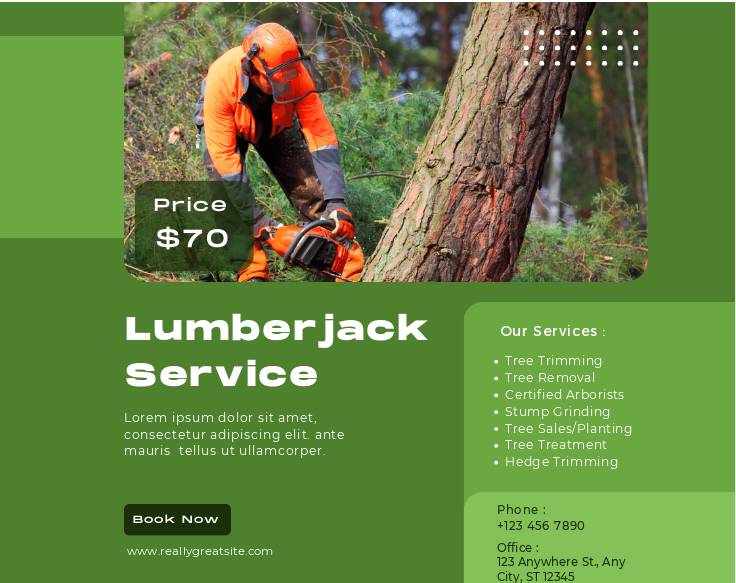 Price
$70
Lumberjack
Service
Lorem ipsum dolor sit amet,
consectetur adipiscing elit. ante
mauris tellus ut ullamcorper.
Book Now
www.reallygreatsite.com
Our Services :
• Tree Trimming
• Tree Removal
• Certified Arborists
• Stump Grinding
• Tree Sales/Planting
• Tree Treatment
• Hedge Trimming
Phone :
+123 456 7890
Office :
123 Anywhere St., Any
City, ST 12345